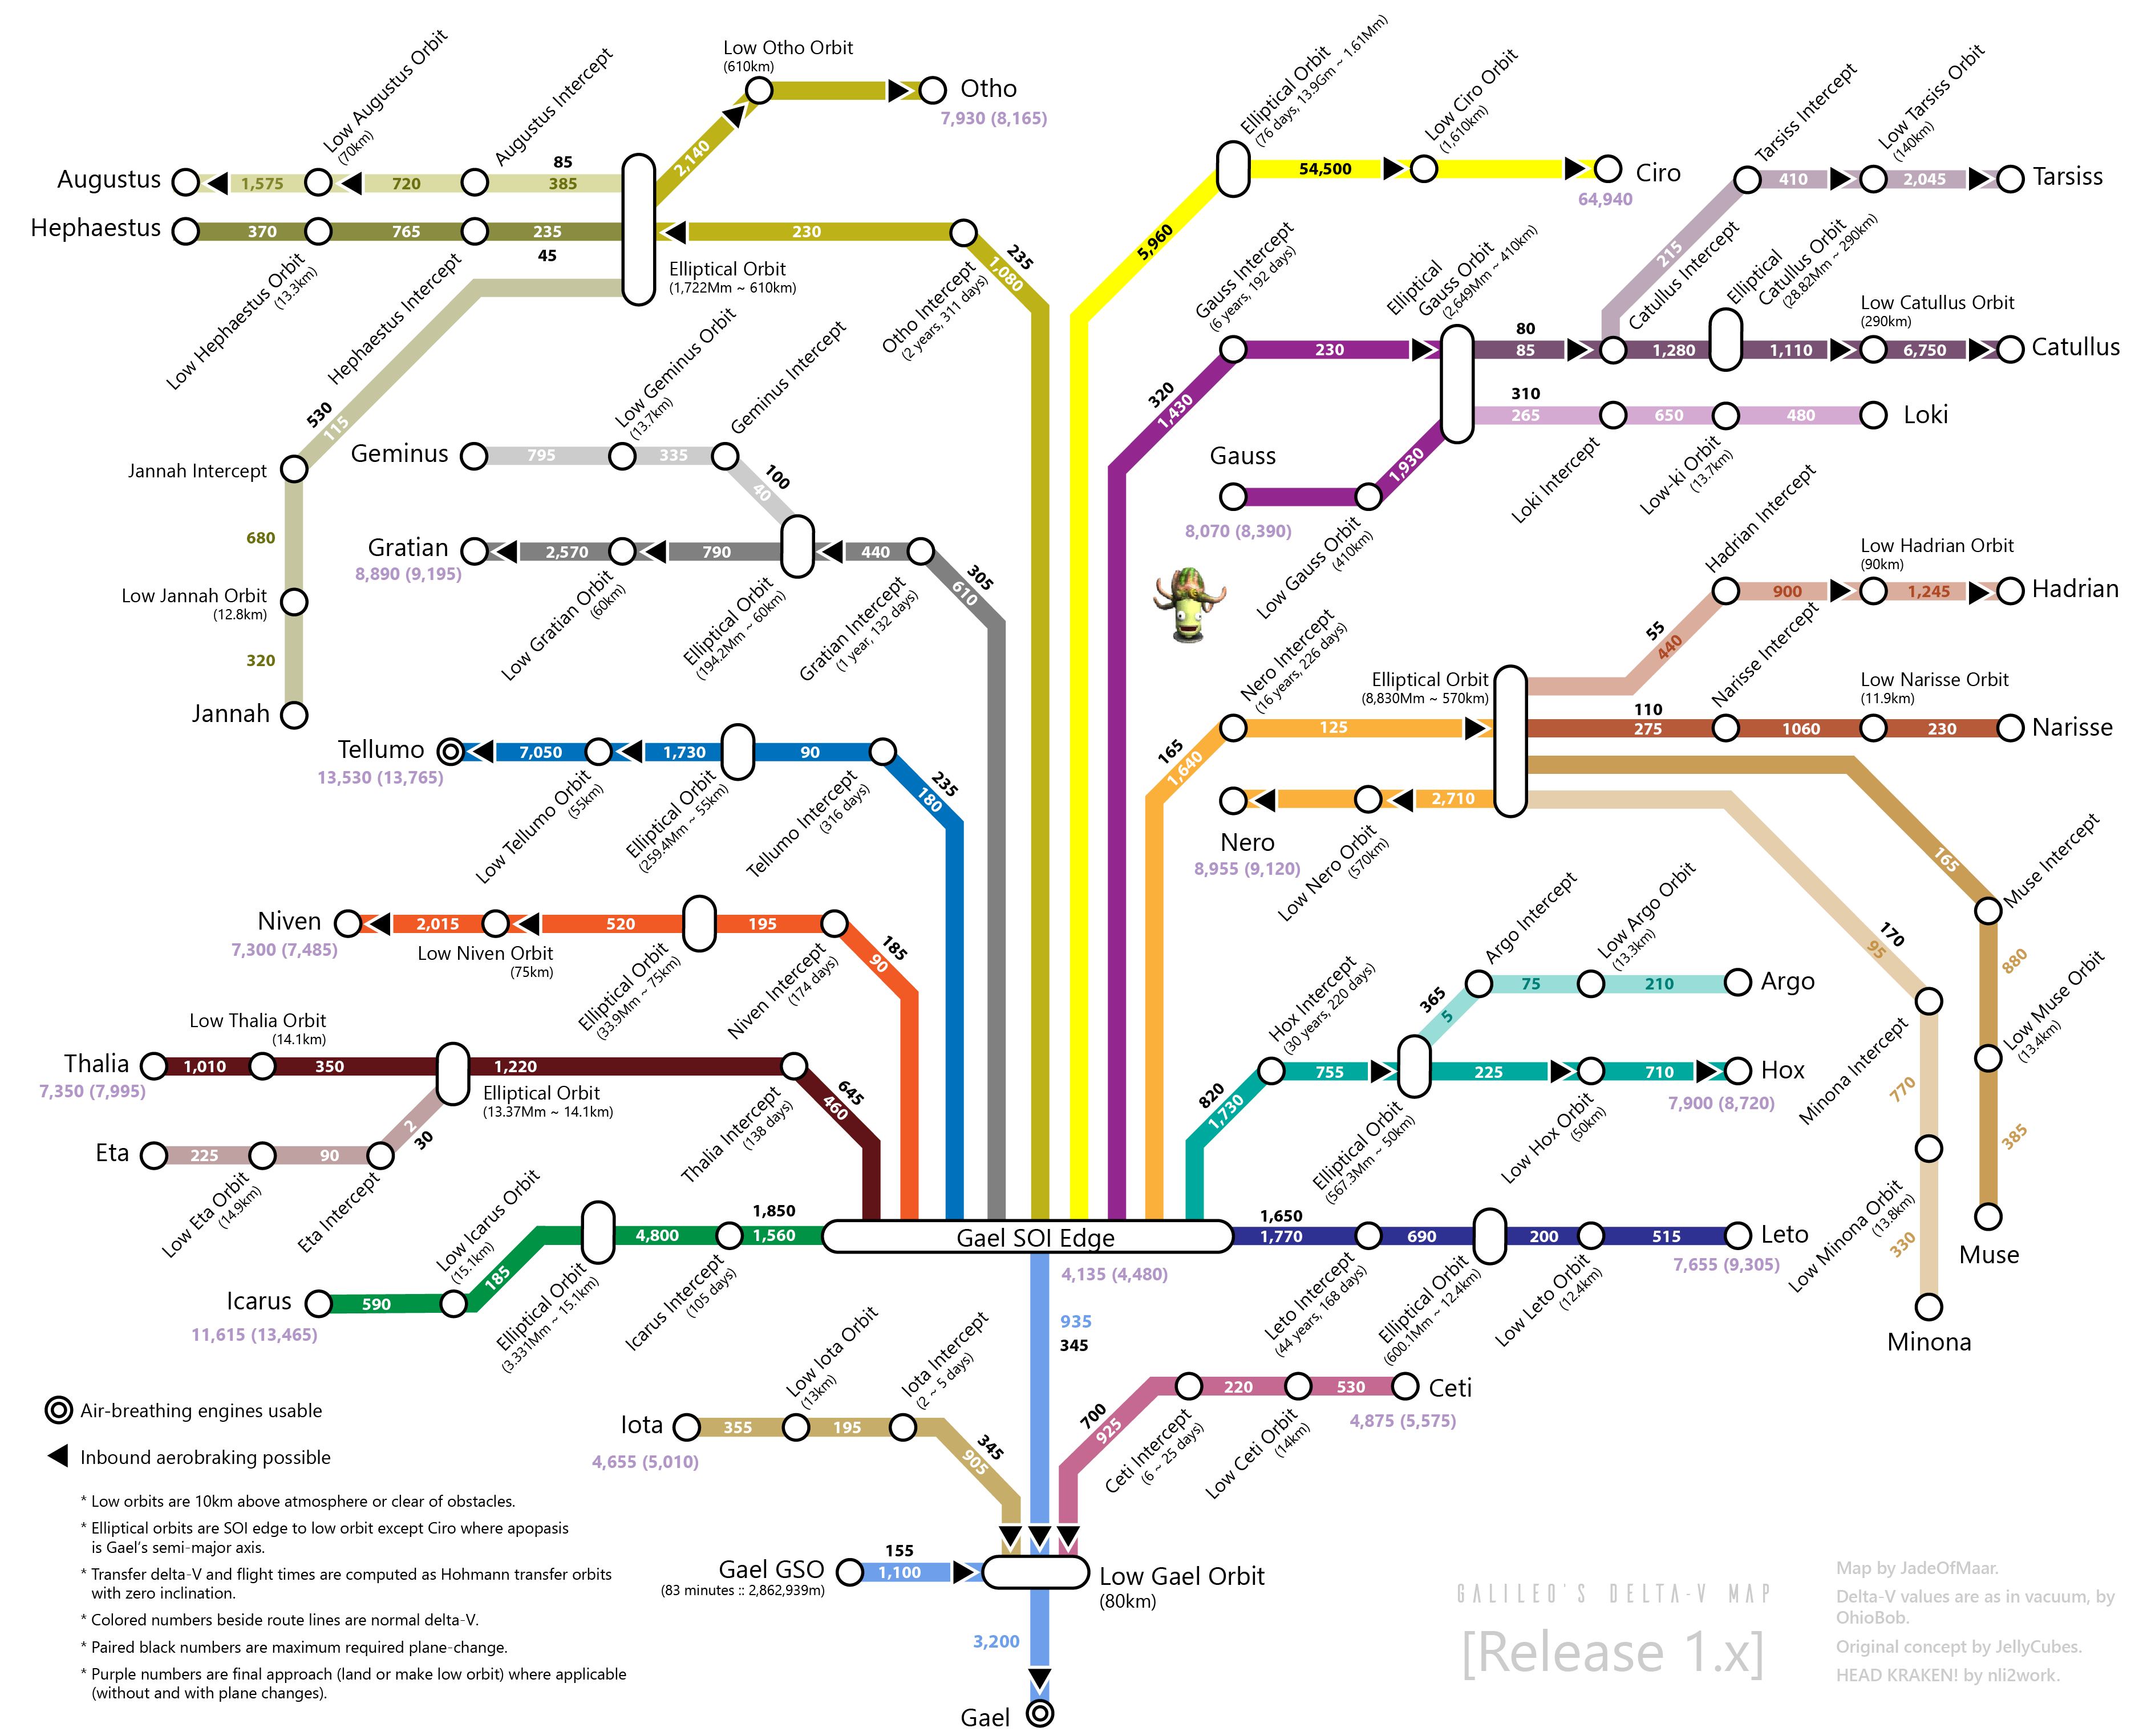 Low Otho Orbit
(610km)
Otho
7,930 (8,165)
2,140
Low Augustus Orbit
(70km)
Augustus Intercept
Augustus
1,575
720
85
385
Hephaestus
370
765
235
45
Low Hephaestus Orbit
(13.3km)
Hephaestus Intercept
Elliptical Orbit
(1,722Mm ~ 610km)
230
235
1,080
Otho Intercept
(2 years, 311 days)
530
115
Jannah Intercept
680
Low Jannah Orbit
(12.8km)
320
Jannah
Low Geminus Orbit
(13.7km)
Geminus Intercept
Geminus
795
335
100
40
Gratian
8,890 (9,195)
2,570
790
440
305
610
Low Gratian Orbit
(60km)
Elliptical Orbit
(194.2Mm ~ 60km)
Gratian Intercept
(1 year, 132 days)
Tellumo
13,530 (13,765)
7,050
1,730
90
235
180
Low Tellumo Orbit
(55km)
Elliptical Orbit
(259.4Mm ~ 55km)
Tellumo Intercept
(316 days)
Niven
7,300 (7,485)
2,015
520
195
185
90
Low Niven Orbit
(75km)
Elliptical Orbit
(33.9Mm ~ 75km)
Niven Intercept
(174 days)
Low Thalia Orbit
(14.1km)
Thalia
7,350 (7,995)
1,010
350
1,220
645
460
Elliptical Orbit
(13.37Mm ~ 14.1km)
Thalia Intercept
(138 days)
Eta
225
90
2
30
Low Eta Orbit
(14.9km)
Eta Intercept
Low Icarus Orbit
(15.1km)
Icarus
11,615 (13,465)
590
185
4,800
1,850
1,560
Elliptical Orbit
(3.331Mm ~ 15.1km)
Icarus Intercept
(105 days)
Elliptical Orbit
(76 days, 13.9Gm ~ 1.61Mm)
Low Ciro Orbit
(1,610km)
54,500
Ciro
64,940
5,960
Tarsiss Intercept
Low Tarsiss Orbit
(140km)
410
2,045
Tarsiss
215
Gauss Intercept
(6 years, 192 days)
Elliptical
Gauss Orbit
(2,649Mm ~ 410km)
Catullus Intercept
Elliptical
Catullus Orbit
(28.82Mm ~ 290km)
Low Catullus Orbit
(290km)
320
1,430
230
80
85
1,280
1,110
6,750
Catullus
310
265
650
480
Loki
Loki Intercept
Low-ki Orbit
(13.7km)
Gauss
8,070 (8,390)
1,930
Low Gauss Orbit
(410km)
Hadrian Intercept
Low Hadrian Orbit
(90km)
55
440
900
1,245
Hadrian
Nero Intercept
(16 years, 226 days)
Elliptical Orbit
(8,830Mm ~ 570km)
Narisse Intercept
Low Narisse Orbit
(11.9km)
165
1,640
125
110
275
1060
230
Narisse
2,710
Nero
8,955 (9,120)
Low Nero Orbit
(570km)
165
Muse Intercept
880
Low Muse Orbit
(13.4km)
385
Muse
170
95
Minona Intercept
770
Low Minona Orbit
(13.8km)
330
Minona
Argo Intercept
Low Argo Orbit
(13.3km)
365
5
75
210
Argo
Hox Intercept
(30 years, 220 days)
820
1,730
755
225
710
Hox
7,900 (8,720)
Elliptical Orbit
(567.3Mm ~ 50km)
Low Hox Orbit
(50km)
Gael SOI Edge
4,135 (4,480)
1,650
1,770
690
200
515
Leto
7,655 (9,305)
Leto Intercept
(44 years, 168 days)
Elliptical Orbit
(600.1Mm ~ 12.4km)
Low Leto Orbit
(12.4km)
935
345
Low Iota Orbit
(13km)
Iota Intercept
(2 ~ 5 days)
Iota
4,655 (5,010)
355
195
345
905
700
925
220
530
Ceti
4,875 (5,575)
Ceti Intercept
(6 ~ 25 days)
Low Ceti Orbit
(14km)
Gael GSO
(83 minutes :: 2,862,939m)
155
1,100
Low Gael Orbit
(80km)
3,200
Gael
Air-breathing engines usable
Inbound aerobraking possible
* Low orbits are 10km above atmosphere or clear of obstacles.
* Elliptical orbits are SOI edge to low orbit except Ciro where apopasis
is Gael's semi-major axis.
* Transfer delta-V and flight times are computed as Hohmann transfer orbits
with zero inclination.
* Colored numbers beside route lines are normal delta-V.
* Paired black numbers are maximum required plane-change.
* Purple numbers are final approach (land or make low orbit) where applicable
(without and with plane changes).
GALILEO'S DELTA-V MAP
[Release 1.x]
Map by JadeOfMaar.
Delta-V values are as in vacuum, by
OhioBob.
Original concept by JellyCubes.
HEAD KRAKEN! by nli2work.